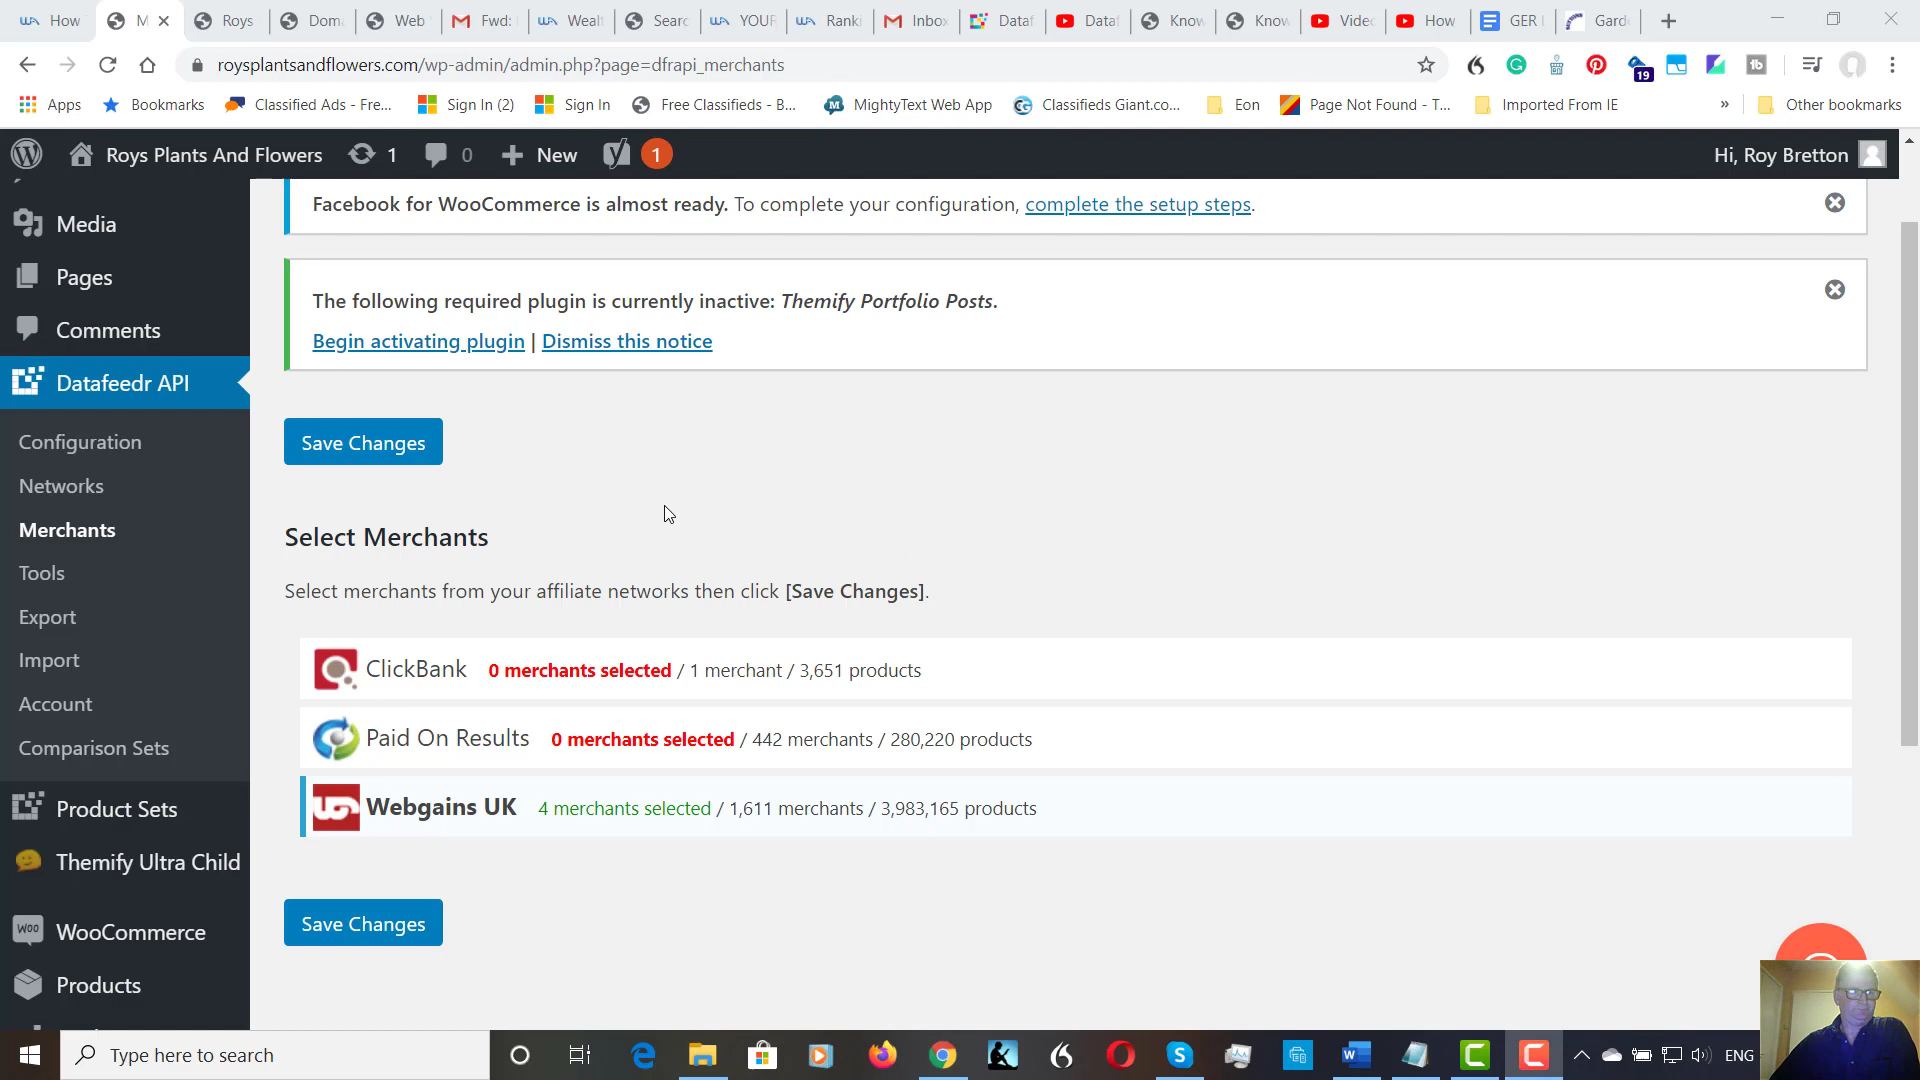 How
M
Roys
Dom
Web
Fwd:
Wealt
Searc
YOUR
Ranki
Inbox
Dataf
Dataf
Know
Know
Video
How
GER
Gard
roysplantsandflowers.com/wp-admin/admin.php?page=dfrapi_merchants
19
Apps
Bookmarks
Classified Ads - Fre...
Sign In (2)
Sign In
Free Classifieds - B...
MightyText Web App
Classifieds Giant.co...
Eon
Page Not Found - T...
Imported From IE
»
Other bookmarks
Roys Plants And Flowers
1
0
New
1
Hi, Roy Bretton
Media
Pages
Comments
Datafeedr API
Configuration
Networks
Merchants
Tools
Export
Import
Account
Comparison Sets
Product Sets
Themify Ultra Child
WooCommerce
Products
Facebook for WooCommerce is almost ready. To complete your configuration, complete the setup steps.
The following required plugin is currently inactive: Themify Portfolio Posts.
Begin activating plugin | Dismiss this notice
Save Changes
Select Merchants
Select merchants from your affiliate networks then click [Save Changes].
ClickBank 0 merchants selected / 1 merchant / 3,651 products
Paid On Results 0 merchants selected / 442 merchants / 280,220 products
Webgains UK 4 merchants selected / 1,611 merchants / 3,983,165 products
Save Changes
Type here to search
ENG